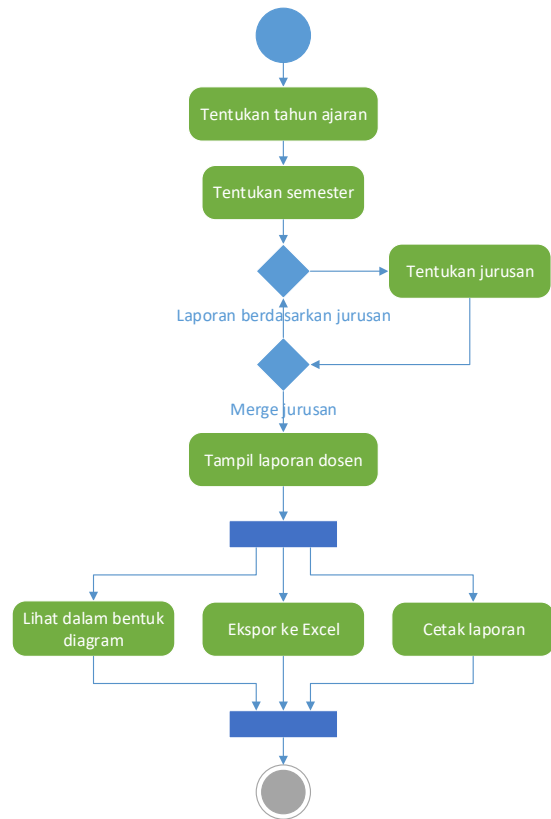 Tentukan tahun ajaran
Tentukan semester
Tentukan jurusan
Laporan berdasarkan jurusan
Merge jurusan
Tampil laporan dosen
Lihat dalam bentuk
diagram
Ekspor ke Excel
Cetak laporan